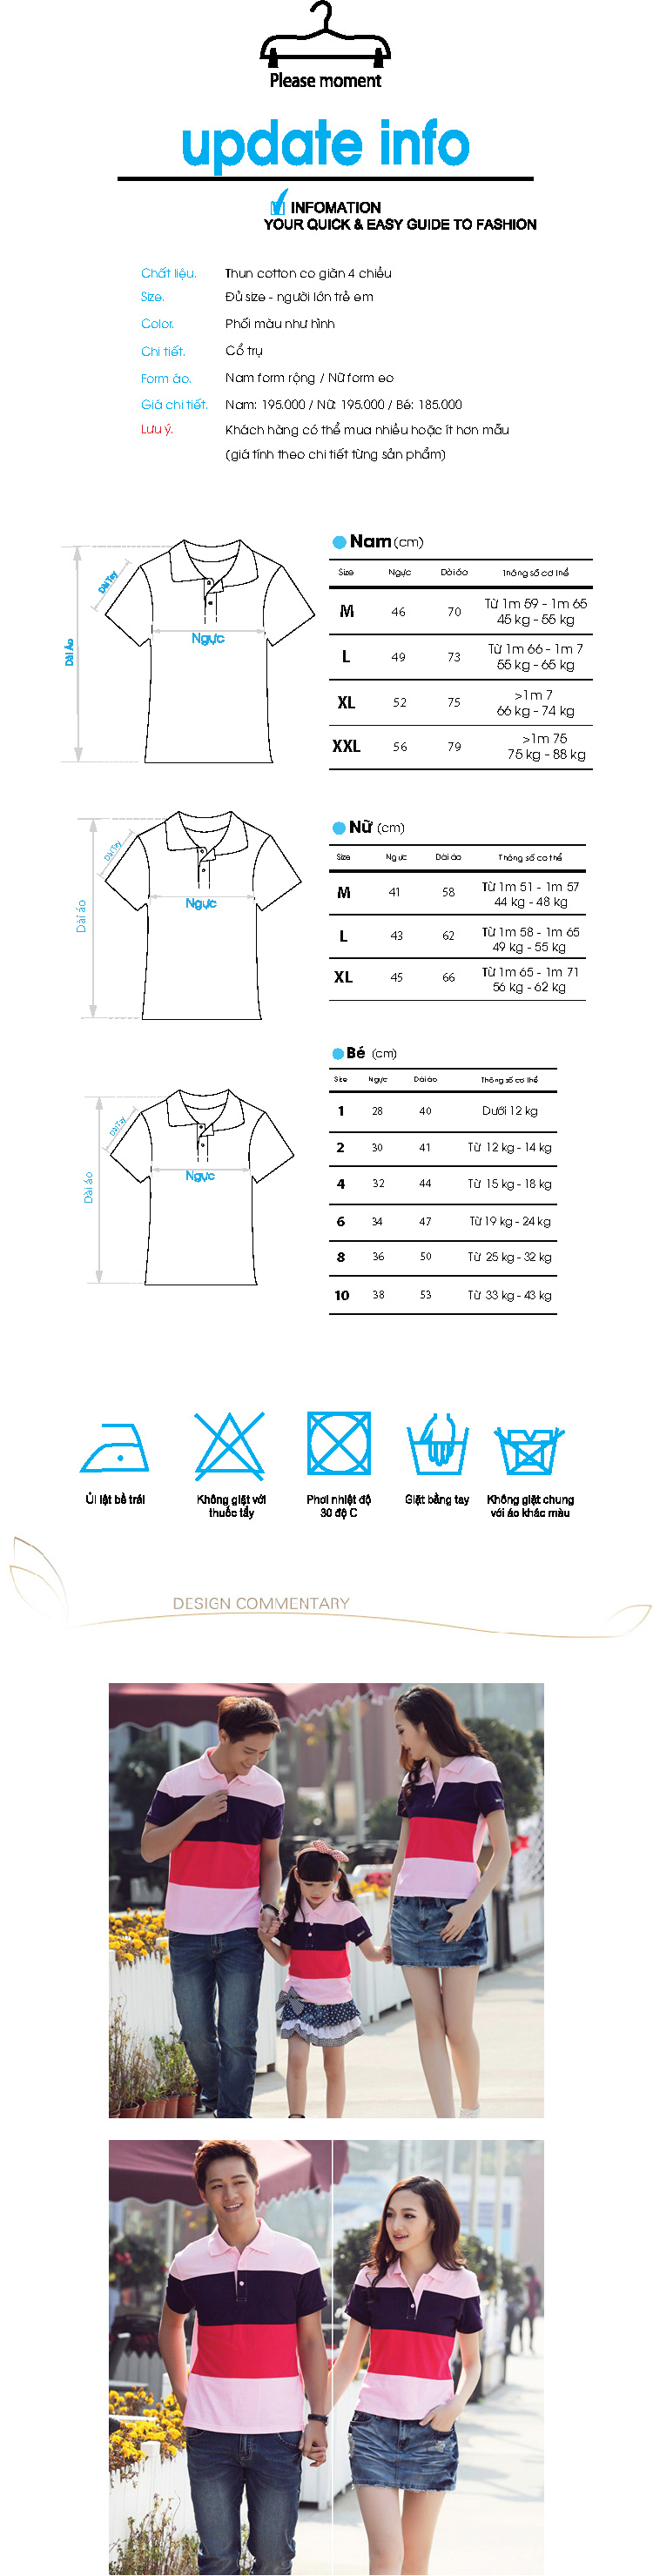 Please moment
update info
INFOMATION
YOUR QUICK & EASY GUIDE TO FASHION
Chất liệu. Thun cotton co giãn 4 chiều
Size. Đủ size - người lớn trẻ em
Color. Phối màu như hình
Chi tiết. Cổ trụ
Form áo. Nam form rộng / Nữ form eo
Giá chi tiết. Nam: 195.000 / Nữ: 195.000 / Bé: 185.000
Lưu ý. Khách hàng có thể mua nhiều hoặc ít hơn mẫu
(giá tính theo chi tiết từng sản phẩm)
Dài Tay
Dài Áo
Ngực
Nam (cm)
Size Ngực Dài áo Thông số cơ thể
M 46 70 Từ 1m 59 - 1m 65
45 kg - 55 kg
L 49 73 Từ 1m 66 - 1m 7
55 kg - 65 kg
XL 52 75 >1m 7
66 kg - 74 kg
XXL 56 79 >1m 75
75 kg - 88 kg
Dài Tay
Dài áo
Ngực
Nữ (cm)
Size Ngực Dài áo Thông số cơ thể
M 41 58 Từ 1m 51 - 1m 57
44 kg - 48 kg
L 43 62 Từ 1m 58 - 1m 65
49 kg - 55 kg
XL 45 66 Từ 1m 65 - 1m 71
56 kg - 62 kg
Dài Tay
Dài áo
Ngực
Bé (cm)
Size Ngực Dài áo Thông số cơ thể
1 28 40 Dưới 12 kg
2 30 41 Từ 12 kg - 14 kg
4 32 44 Từ 15 kg - 18 kg
6 34 47 Từ 19 kg - 24 kg
8 36 50 Từ 25 kg - 32 kg
10 38 53 Từ 33 kg - 43 kg
Ủi lật bề trái
Không giặt với
thuốc tẩy
Phơi nhiệt độ
30 độ C
Giặt bằng tay
Không giặt chung
với áo khác màu
DESIGN COMMENTARY